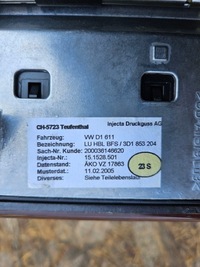 CH-5723 Teufenthal Injecta Druckguss AG
Fahrzeug: VW D1 611
Bezeichnung: LU HBL BFS / 3D1 853 204
Sach-Nr. Kunde: 200036146620
Injecta-Nr.: 15.1528.501
Datenstand: ÄKO VZ 17863
Musterdat.: 11.02.2005
Diverses: Siehe Teilelebenslauf
23 S